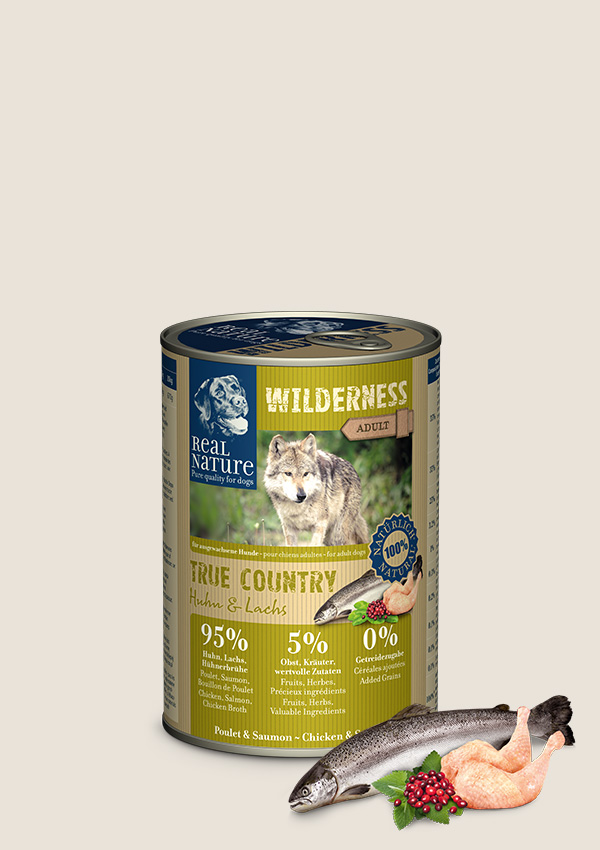 REAL
NATURE
WILDERNESS
WILDERNESS
ADULT
REAL
NATURE
Pure quality for dogs
für ausgewachsene Hunde - pour chiens adultes - for adult dogs
NATÜRLICH
100%
NATURAL
TRUE COUNTRY
Huhn & Lachs
95%
Huhn, Lachs,
Hühnerbrühe
Poulet, Saumon,
Bouillon de Poulet
Chicken, Salmon,
Chicken Broth
5%
Obst, Kräuter,
wertvolle Zutaten
Fruits, Herbes,
Précieux ingrédients
Fruits, Herbs,
Valuable Ingredients
0%
Getreidezugabe
Céréales ajoutées
Added Grains
Poulet & Saumon ~ Chicken & S